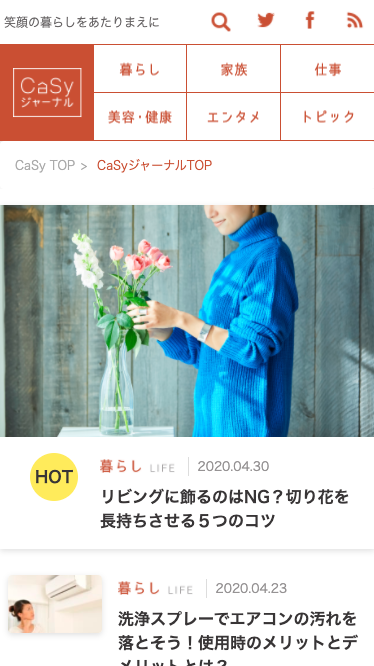 笑顔の暮らしをあたりまえに
CaSy
ジャーナル
暮らし
家族
仕事
美容・健康
エンタメ
トピック
CaSy TOP > CaSyジャーナルTOP
HOT
暮らし LIFE 2020.04.30
リビングに飾るのはNG？切り花を
長持ちさせる５つのコツ
暮らし LIFE 2020.04.23
洗浄スプレーでエアコンの汚れを
落とそう！使用時のメリットとデ
メリットとは？